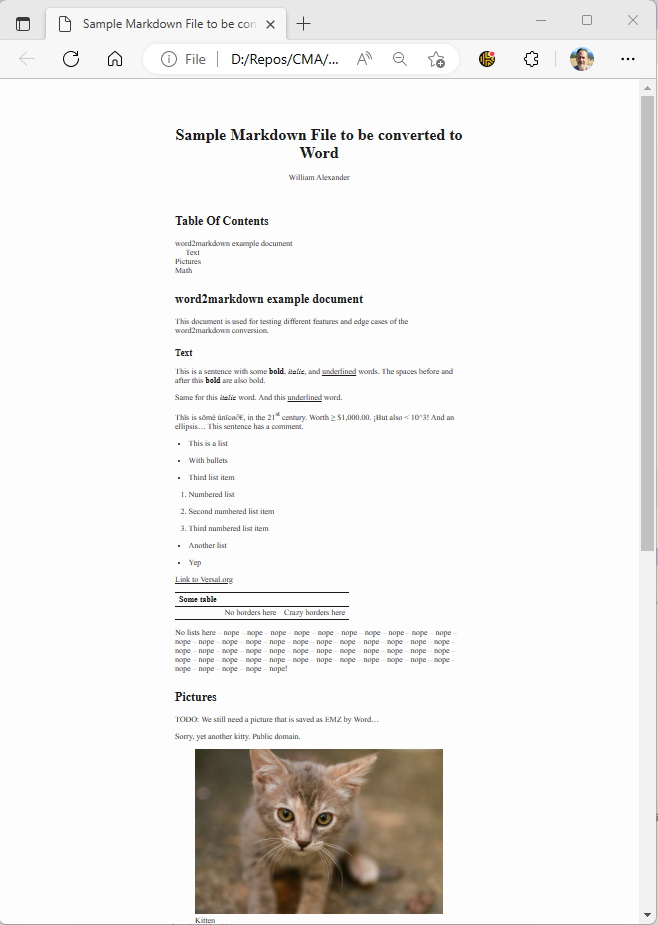 Sample Markdown File to be con
File
D:/Repos/CMA/...
Sample Markdown File to be converted to
Word
William Alexander
Table Of Contents
word2markdown example document
Text
Pictures
Math
word2markdown example document
This document is used for testing different features and edge cases of the
word2markdown conversion.
Text
This is a sentence with some bold, italic, and underlined words. The spaces before and
after this bold are also bold.
Same for this italic word. And this underlined word.
in the 21st century. Worth ≥ $1,000.00. ¡But also < 10^3! And an
ellipsis… This sentence has a comment.
• This is a list
• With bullets
• Third list item
1. Numbered list
2. Second numbered list item
3. Third numbered list item
• Another list
• Yep
Link to Versal.org
Some table
No borders here Crazy borders here
No lists here – nope – nope – nope – nope – nope – nope – nope – nope – nope – nope –
nope – nope – nope – nope – nope – nope – nope – nope – nope – nope – nope – nope –
nope – nope – nope – nope – nope – nope – nope – nope – nope – nope – nope – nope –
nope – nope – nope – nope – nope – nope – nope – nope – nope – nope – nope – nope –
nope – nope – nope – nope – nope!
Pictures
TODO: We still need a picture that is saved as EMZ by Word…
Sorry, yet another kitty. Public domain.
Kitten